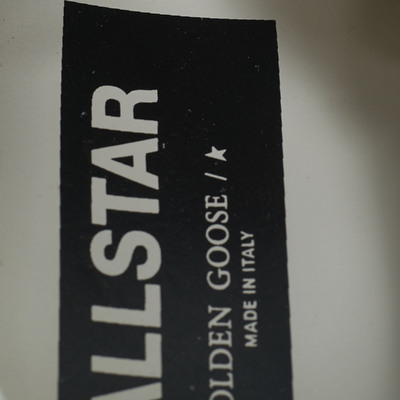 ALLSTAR
OLDEN GOOSE / ★
MADE IN ITALY